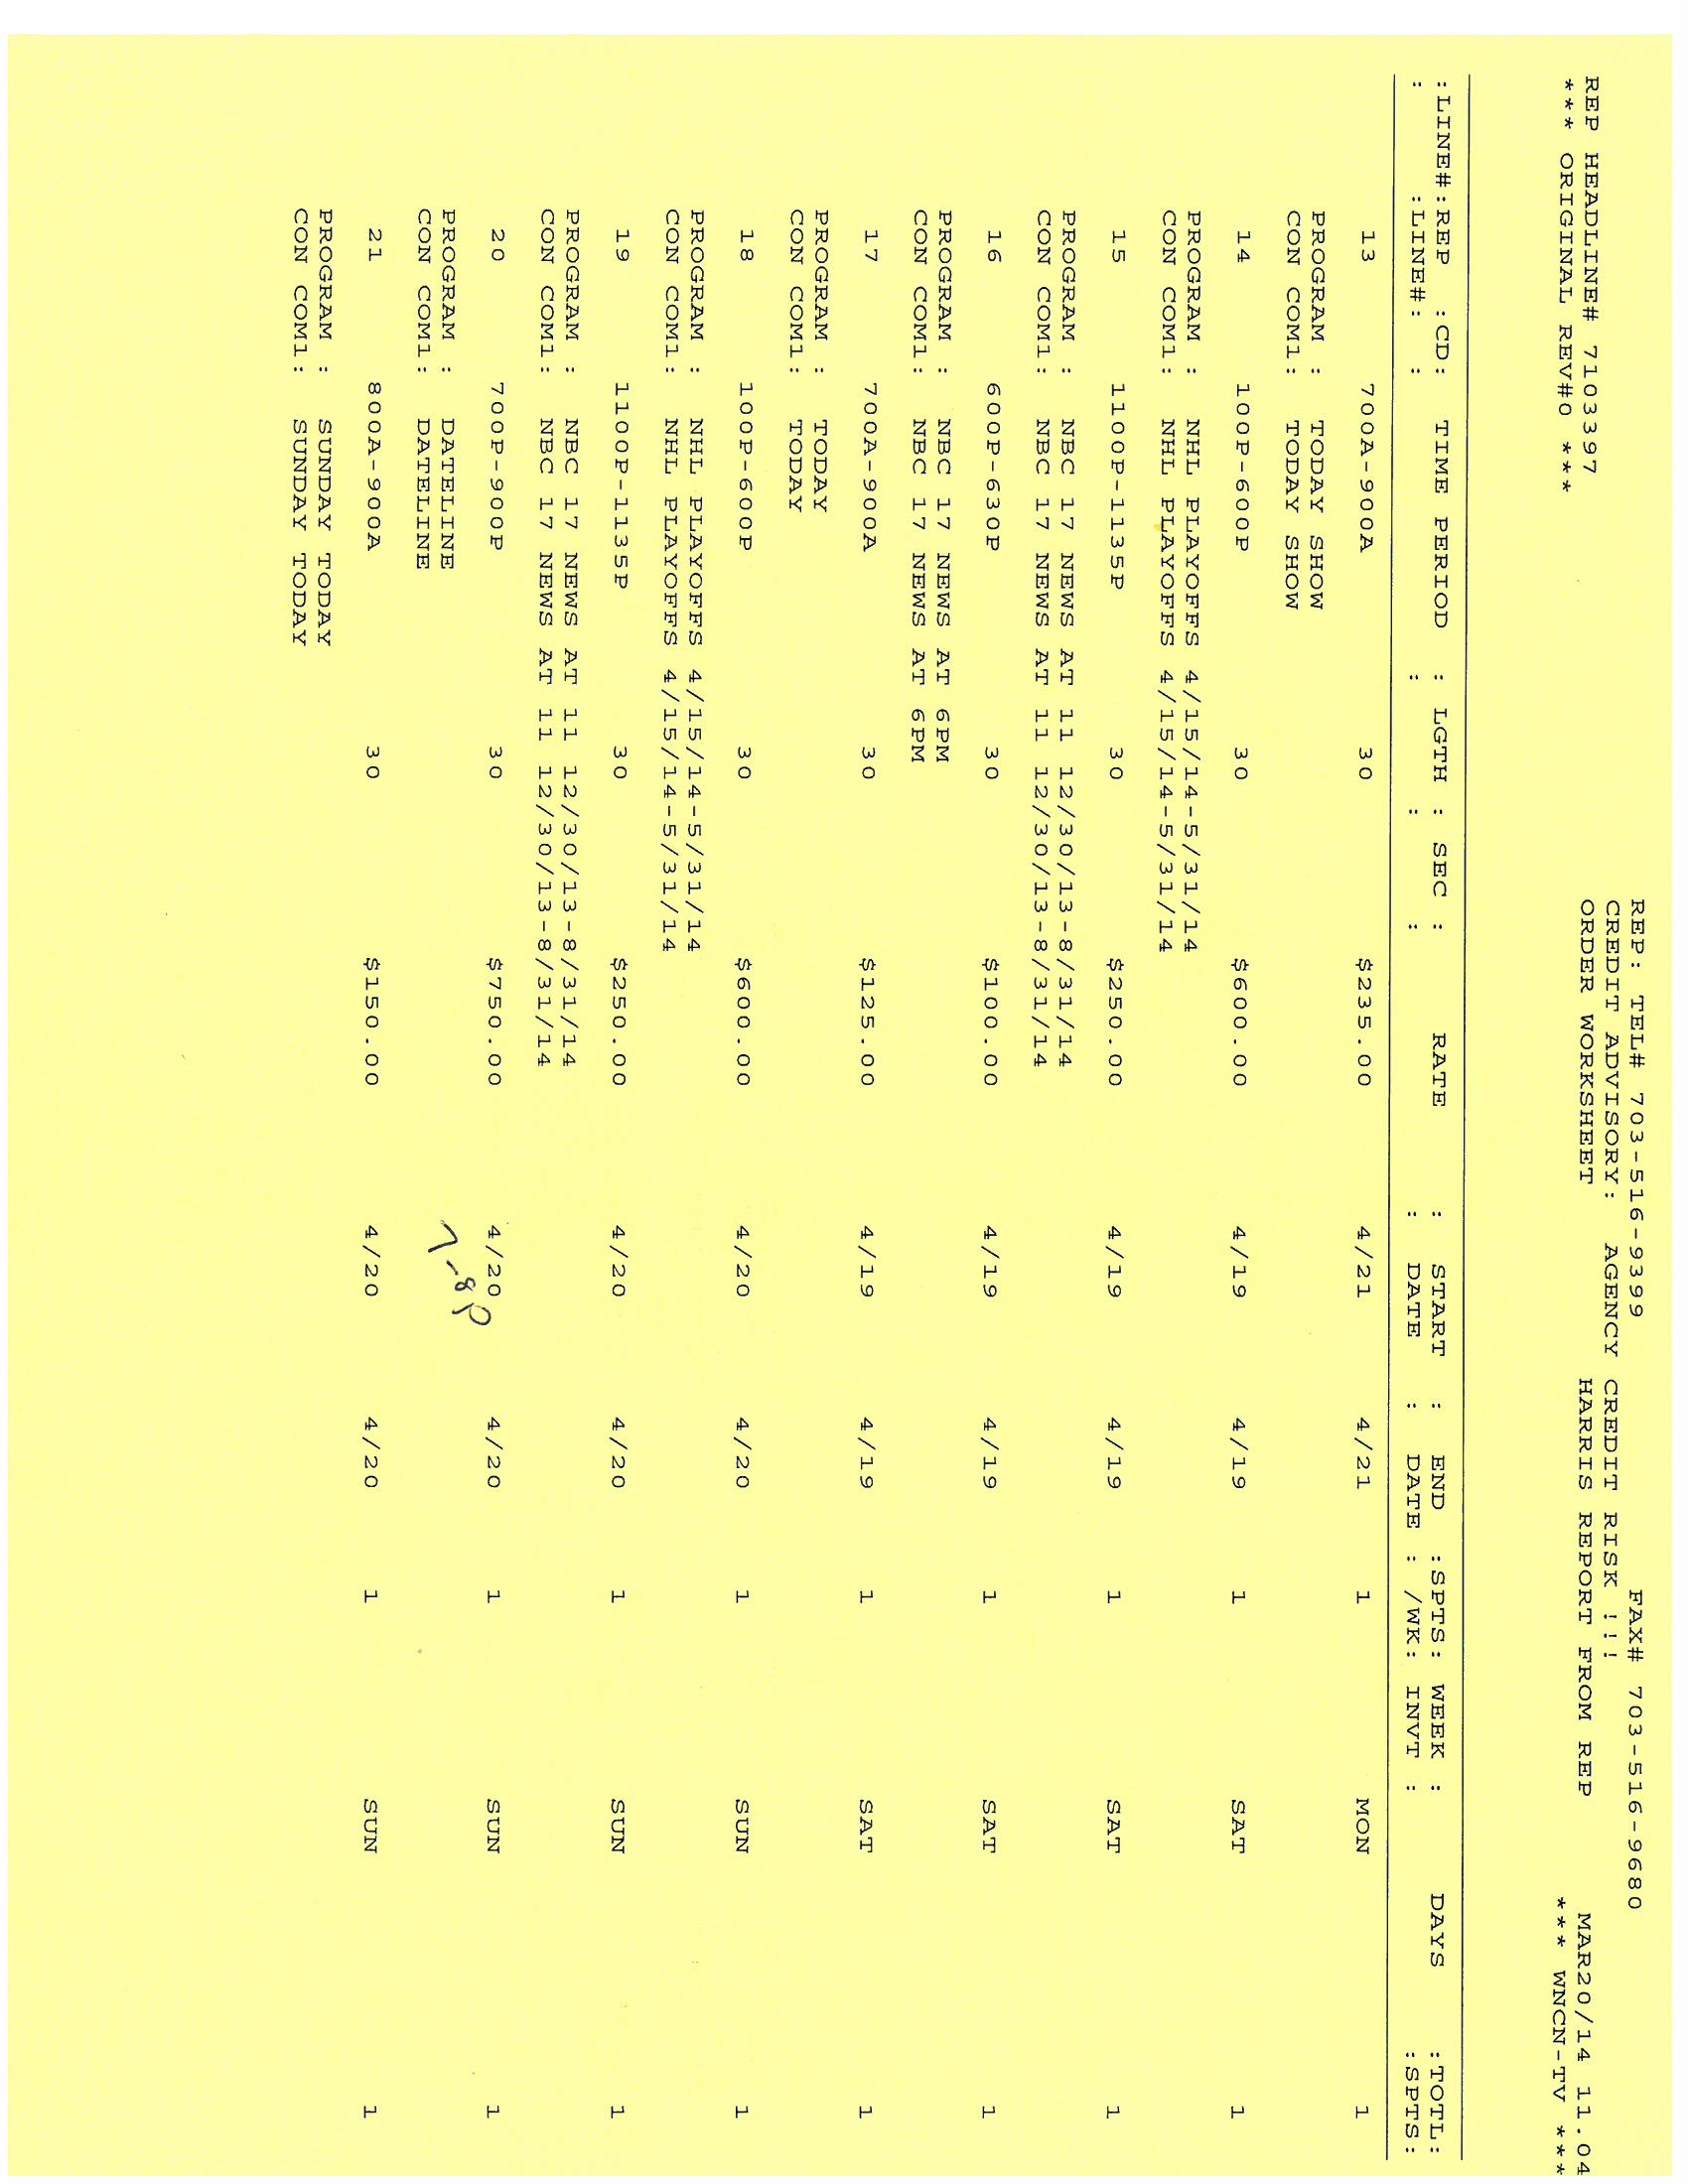 REP: TEL# 703-516-9399 FAX# 703-516-9680
CREDIT ADVISORY: AGENCY CREDIT RISK !!!
REP HEADLINE# 7103397 ORDER WORKSHEET HARRIS REPORT FROM REP MAR20/14 11.04
*** ORIGINAL REV#0 *** *** WNCN-TV ***
:LINE#:REP :CD: TIME PERIOD : LGTH : SEC : RATE : START : END :SPTS: WEEK : DAYS :TOTL:
: :LINE#: : : : : : DATE : DATE : /WK: INVT : :SPTS:
13 700A-900A 30 $235.00 4/21 4/21 1 MON 1
PROGRAM : TODAY SHOW
CON COM1: TODAY SHOW
14 100P-600P 30 $600.00 4/19 4/19 1 SAT 1
PROGRAM : NHL PLAYOFFS 4/15/14-5/31/14
CON COM1: NHL PLAYOFFS 4/15/14-5/31/14
15 1100P-1135P 30 $250.00 4/19 4/19 1 SAT 1
PROGRAM : NBC 17 NEWS AT 11 12/30/13-8/31/14
CON COM1: NBC 17 NEWS AT 11 12/30/13-8/31/14
16 600P-630P 30 $100.00 4/19 4/19 1 SAT 1
PROGRAM : NBC 17 NEWS AT 6PM
CON COM1: NBC 17 NEWS AT 6PM
17 700A-900A 30 $125.00 4/19 4/19 1 SAT 1
PROGRAM : TODAY
CON COM1: TODAY
18 100P-600P 30 $600.00 4/20 4/20 1 SUN 1
PROGRAM : NHL PLAYOFFS 4/15/14-5/31/14
CON COM1: NHL PLAYOFFS 4/15/14-5/31/14
19 1100P-1135P 30 $250.00 4/20 4/20 1 SUN 1
PROGRAM : NBC 17 NEWS AT 11 12/30/13-8/31/14
CON COM1: NBC 17 NEWS AT 11 12/30/13-8/31/14
20 700P-900P 30 $750.00 4/20 4/20 1 SUN 1
7-8p
PROGRAM : DATELINE
CON COM1: DATELINE
21 800A-900A 30 $150.00 4/20 4/20 1 SUN 1
PROGRAM : SUNDAY TODAY
CON COM1: SUNDAY TODAY